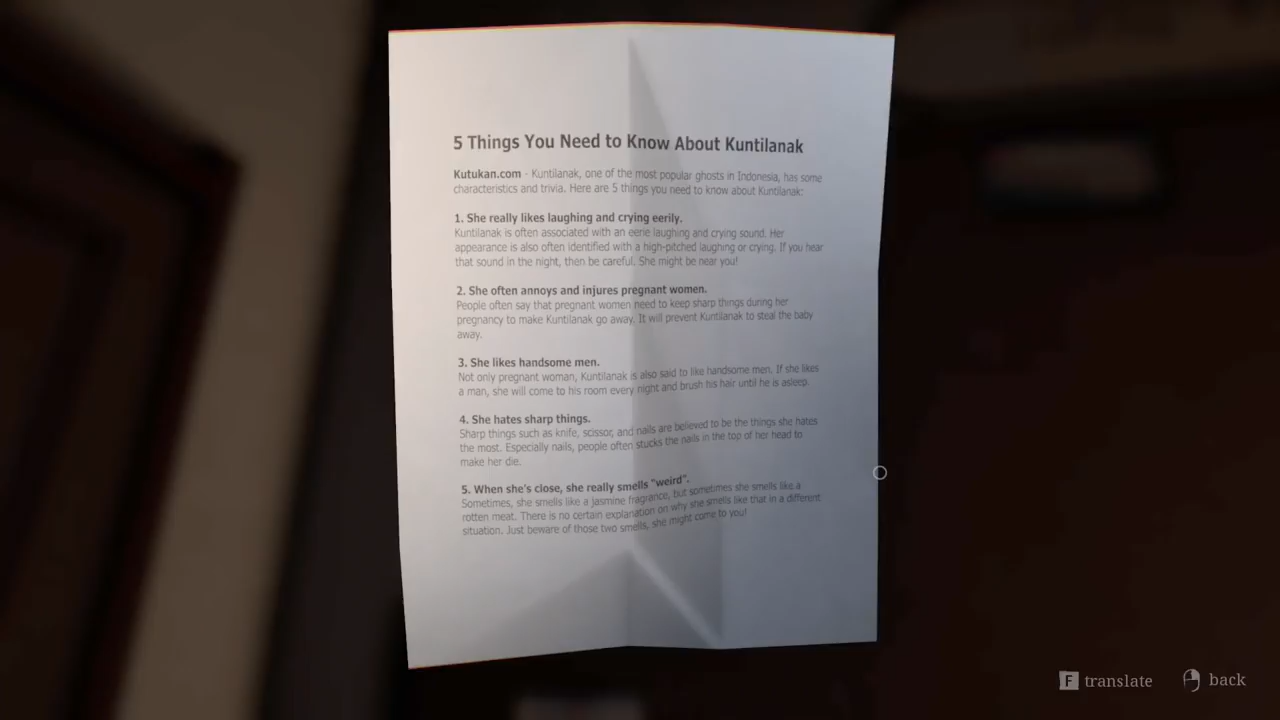 5 Things You Need to Know About Kuntilanak
Kutukan.com - Kuntilanak, one of the most popular ghosts in Indonesia, has some
characteristics and trivia. Here are 5 things you need to know about Kuntilanak:
1. She really likes laughing and crying eerily.
Kuntilanak is often associated with an eerie laughing and crying sound. Her
appearance is also often identified with a high-pitched laughing or crying. If you hear
that sound in the night, then be careful. She might be near you!
2. She often annoys and injures pregnant women.
People often say that pregnant women need to keep sharp things during her
pregnancy to make Kuntilanak go away. It will prevent Kuntilanak to steal the baby
away.
3. She likes handsome men.
Not only pregnant woman, Kuntilanak is also said to like handsome men. If she likes
a man, she will come to his room every night and brush his hair until he is asleep.
4. She hates sharp things.
Sharp things such as knife, scissor, and nails are believed to be the things she hates
the most. Especially nails, people often stucks the nails in the top of her head to
make her die.
5. When she's close, she really smells "weird".
Sometimes, she smells like a jasmine fragrance, but sometimes she smells like a
rotten meat. There is no certain explanation on why she smells like that in a different
situation. Just beware of those two smells, she might come to you!
F translate
back